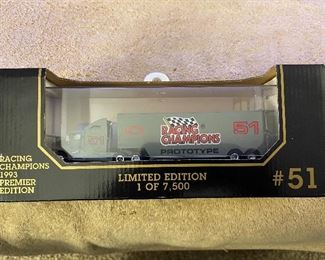 RACING
CHAMPIONS
PROTOTYPE
51
RACING
CHAMPIONS
1993
PREMIER
EDITION
LIMITED EDITION
1 OF 7,500
#51